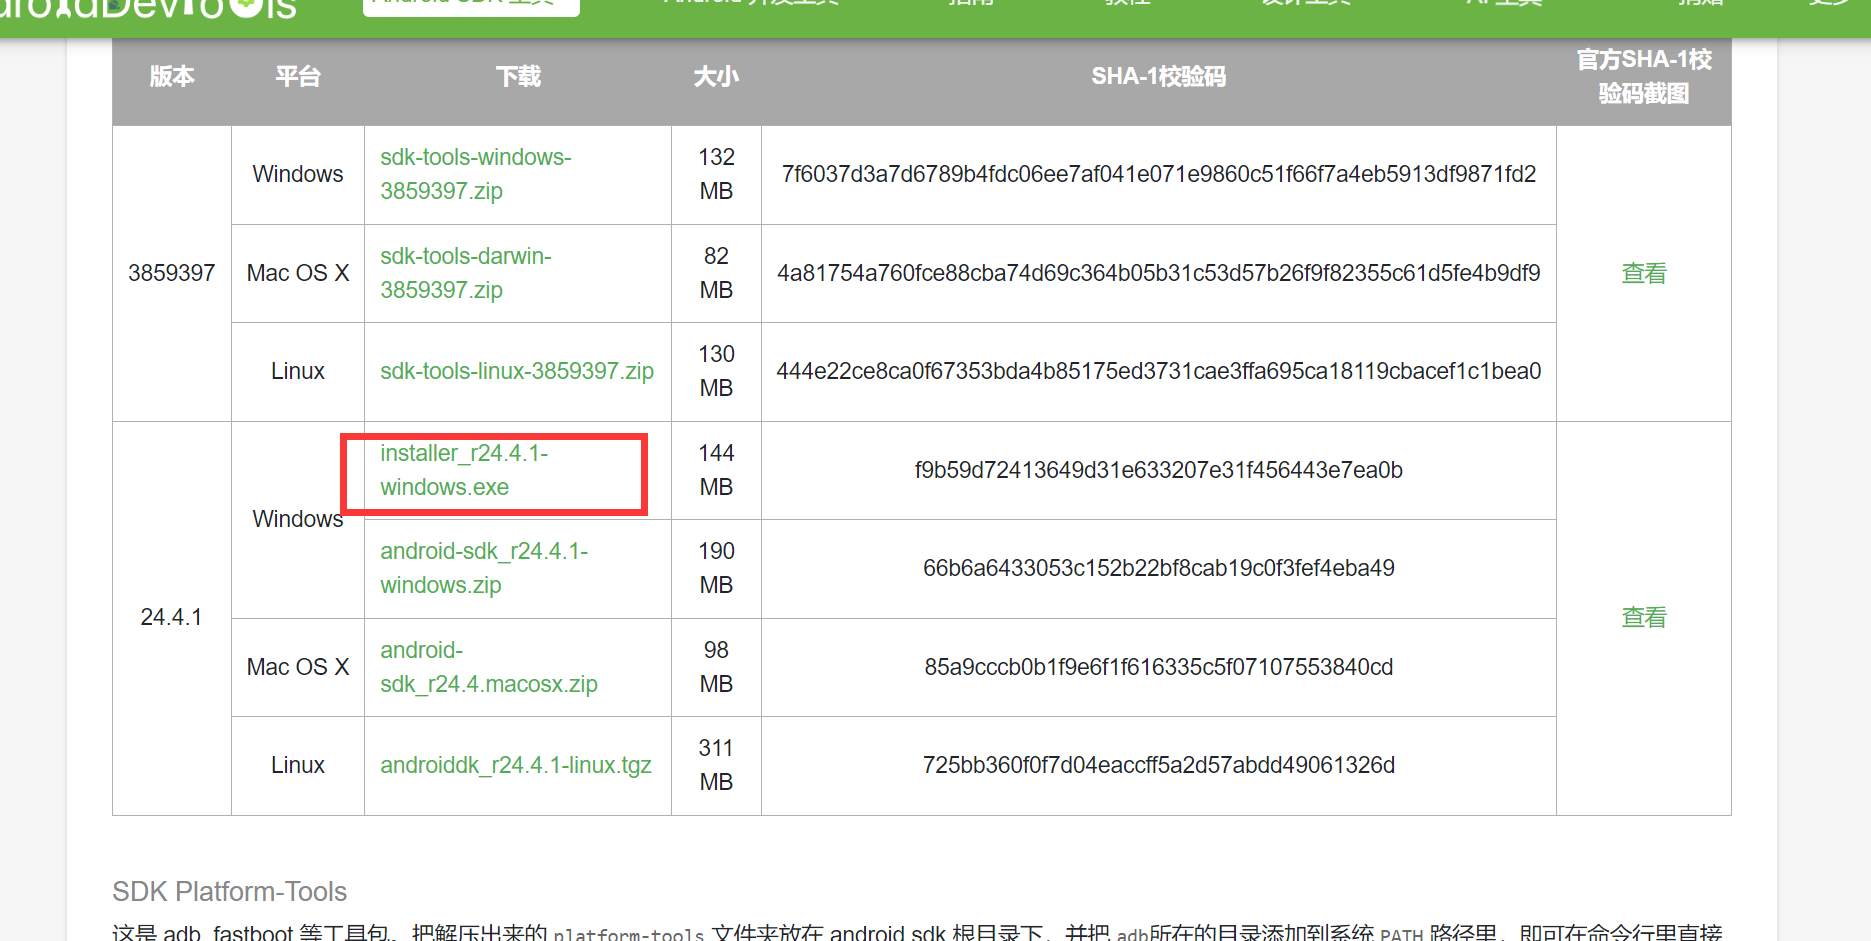 版本 平台 下载 大小 SHA-1校验码 官方SHA-1校
验码截图
3859397
Windows
sdk-tools-windows-
3859397.zip
132
MB
7f6037d3a7d6789b4fdc06ee7af041e071e9860c51f66f7a4eb5913df9871fd2
查看
Mac OS X
sdk-tools-darwin-
3859397.zip
82
MB
4a81754a760fce88cba74d69c364b05b31c53d57b26f9f82355c61d5fe4b9df9
Linux
sdk-tools-linux-3859397.zip
130
MB
444e22ce8ca0f67353bda4b85175ed3731cae3ffa695ca18119cbacef1c1bea0
24.4.1
Windows
installer_r24.4.1-
windows.exe
144
MB
f9b59d72413649d31e633207e31f456443e7ea0b
查看
android-sdk_r24.4.1-
windows.zip
190
MB
66b6a6433053c152b22bf8cab19c0f3fef4eba49
Mac OS X
android-
sdk_r24.4.macosx.zip
98
MB
85a9cccb0b1f9e6f1f616335c5f07107553840cd
Linux
androiddk_r24.4.1-linux.tgz
311
MB
725bb360f0f7d04eaccff5a2d57abdd49061326d
SDK Platform-Tools
这是 adb, fastboot 等工具包。把解压出来的 platform-tools 文件夹放在 android sdk 根目录下，并把 adb所在的目录添加到系统 PATH 路径里，即可在命令行里直接